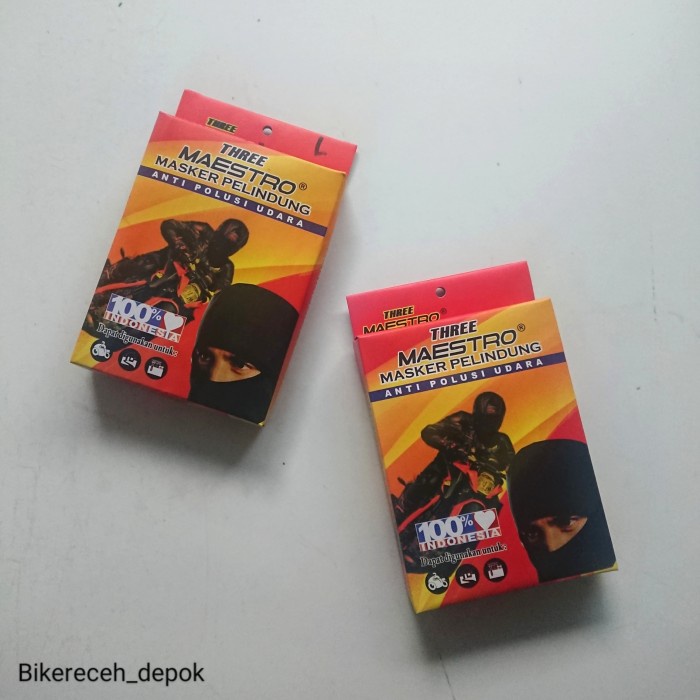 THREE
L
THREE
MAESTRO®
MASKER PELINDUNG
ANTI POLUSI UDARA
100%
INDONESIA
Dapat digunakan untuk :
THREE
MAESTRO
THREE
MAESTRO®
MASKER PELINDUNG
ANTI POLUSI UDARA
100%
INDONESIA
Dapat digunakan untuk :
Bikereceh_depok